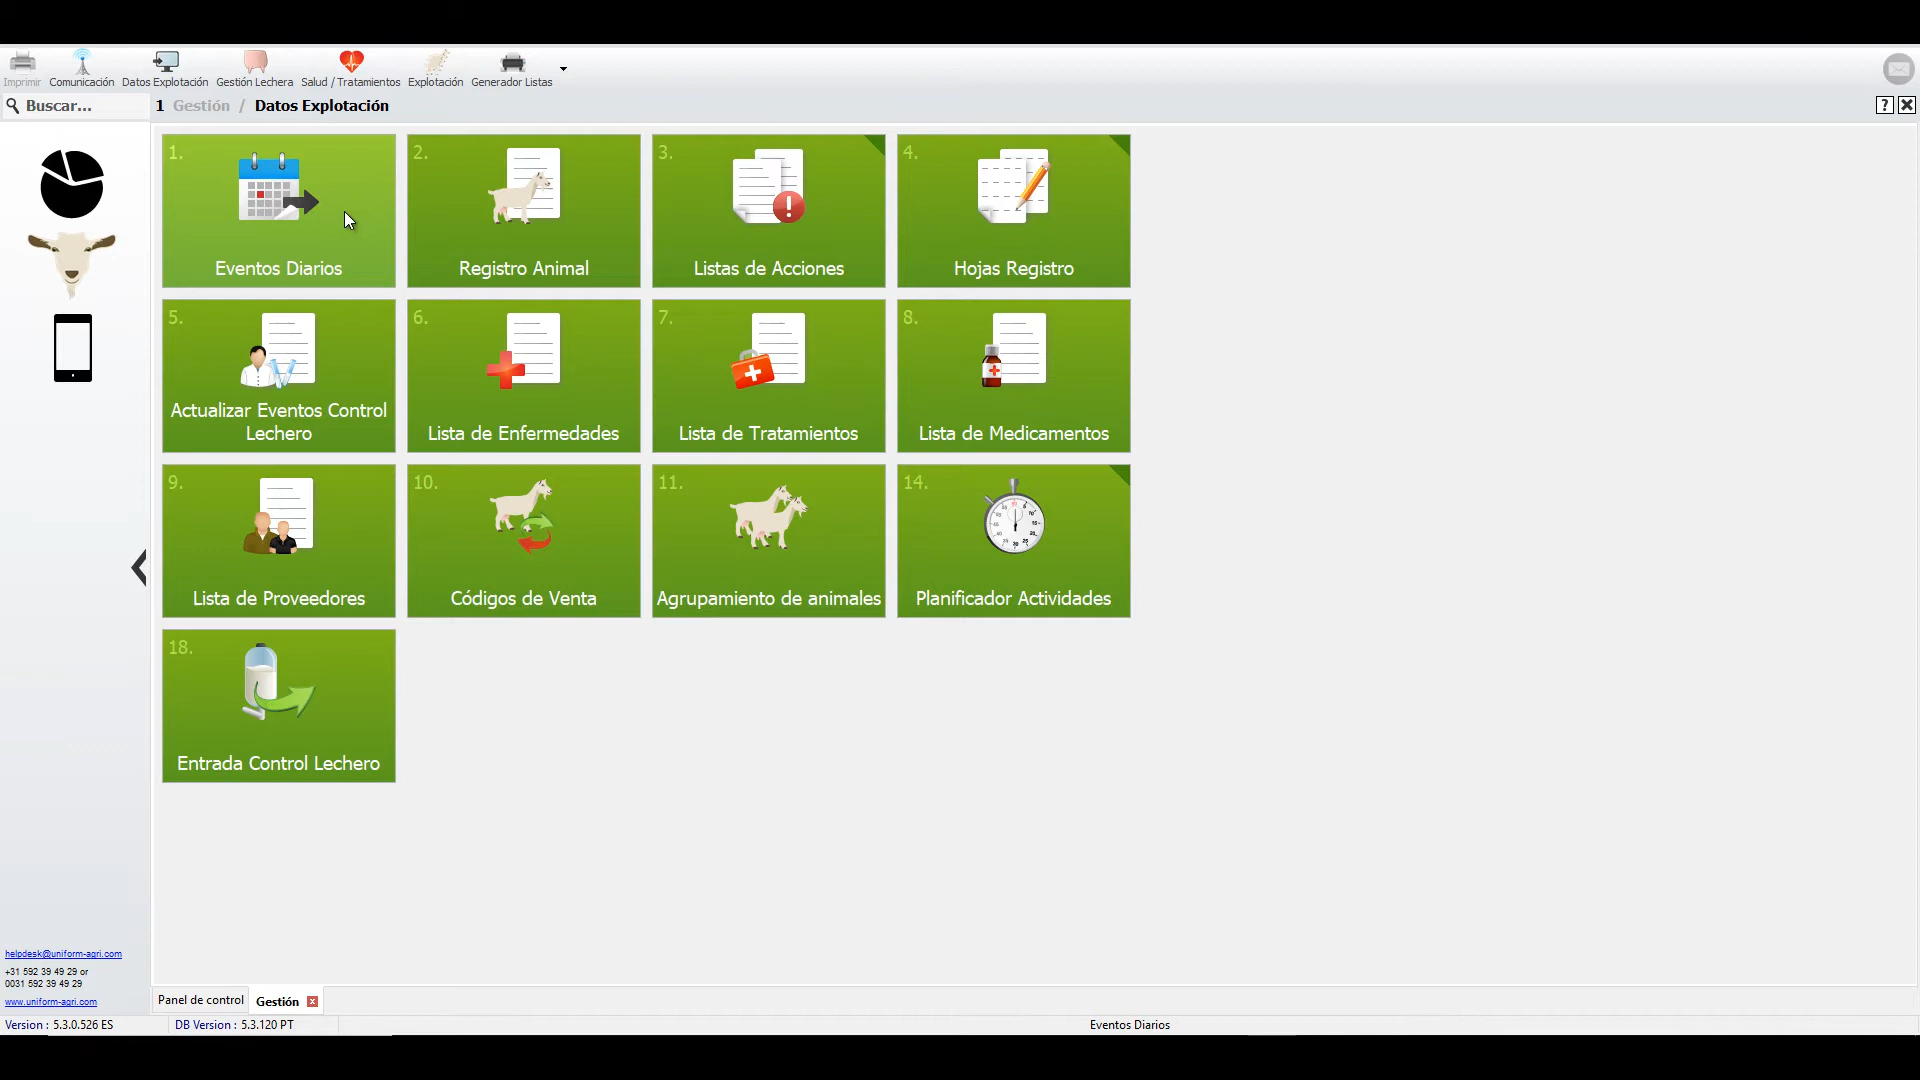 Imprimir Comunicación Datos Explotación Gestión Lechera Salud / Tratamientos Explotación Generador Listas
Buscar... 1 Gestión / Datos Explotación ?
1. 2. 3. 4.
Eventos Diarios Registro Animal Listas de Acciones Hojas Registro
5. 6. 7. 8.
Actualizar Eventos Control
Lechero Lista de Enfermedades Lista de Tratamientos Lista de Medicamentos
9. 10. 11. 14.
Lista de Proveedores Códigos de Venta Agrupamiento de animales Planificador Actividades
18.
Entrada Control Lechero
helpdesk@uniform-agri.com
+31 592 39 49 29 or
0031 592 39 49 29
www.uniform-agri.com
Panel de control Gestión
Version : 5.3.0.526 ES DB Version : 5.3.120 PT Eventos Diarios